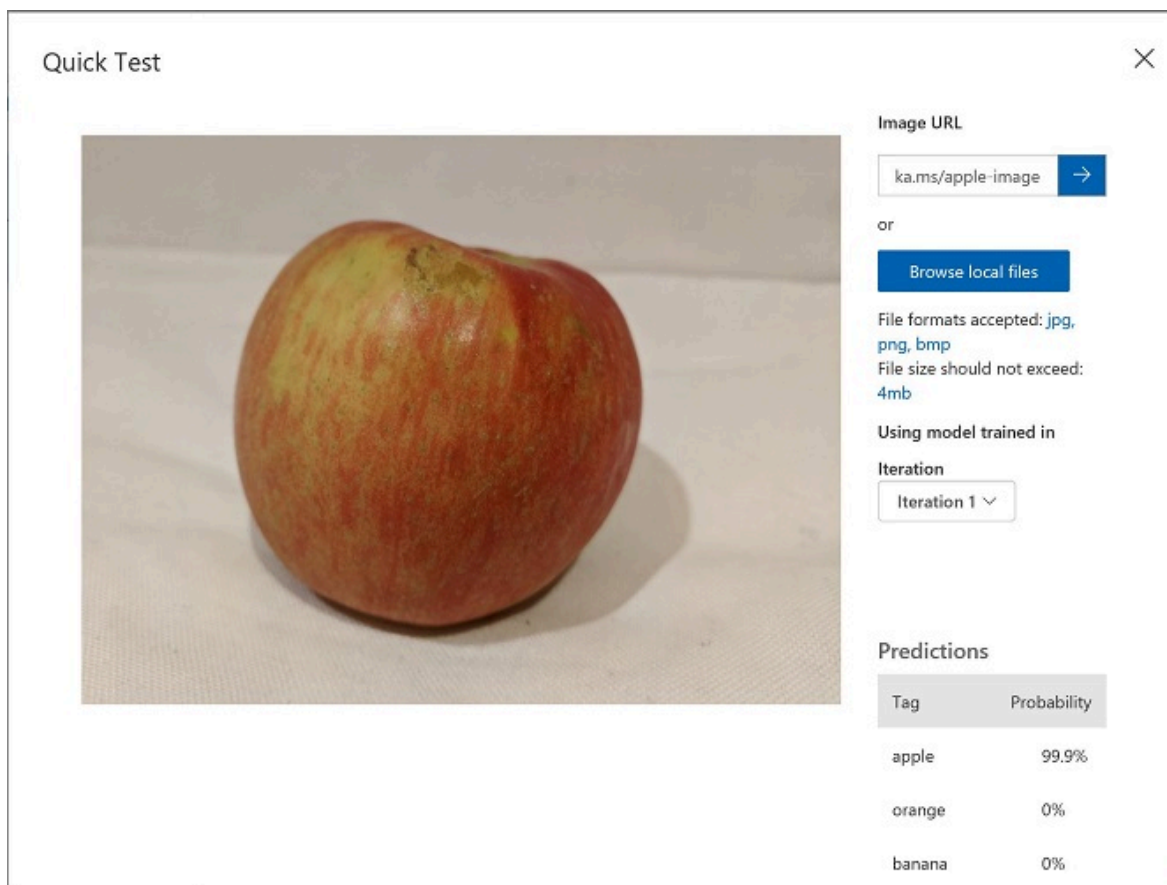 Quick Test
Image URL
ka.ms/apple-image
or
Browse local files
File formats accepted: jpg,
png, bmp
File size should not exceed:
4mb
Using model trained in
Iteration
Iteration 1
Predictions
Tag Probability
apple 99.9%
orange 0%
banana 0%